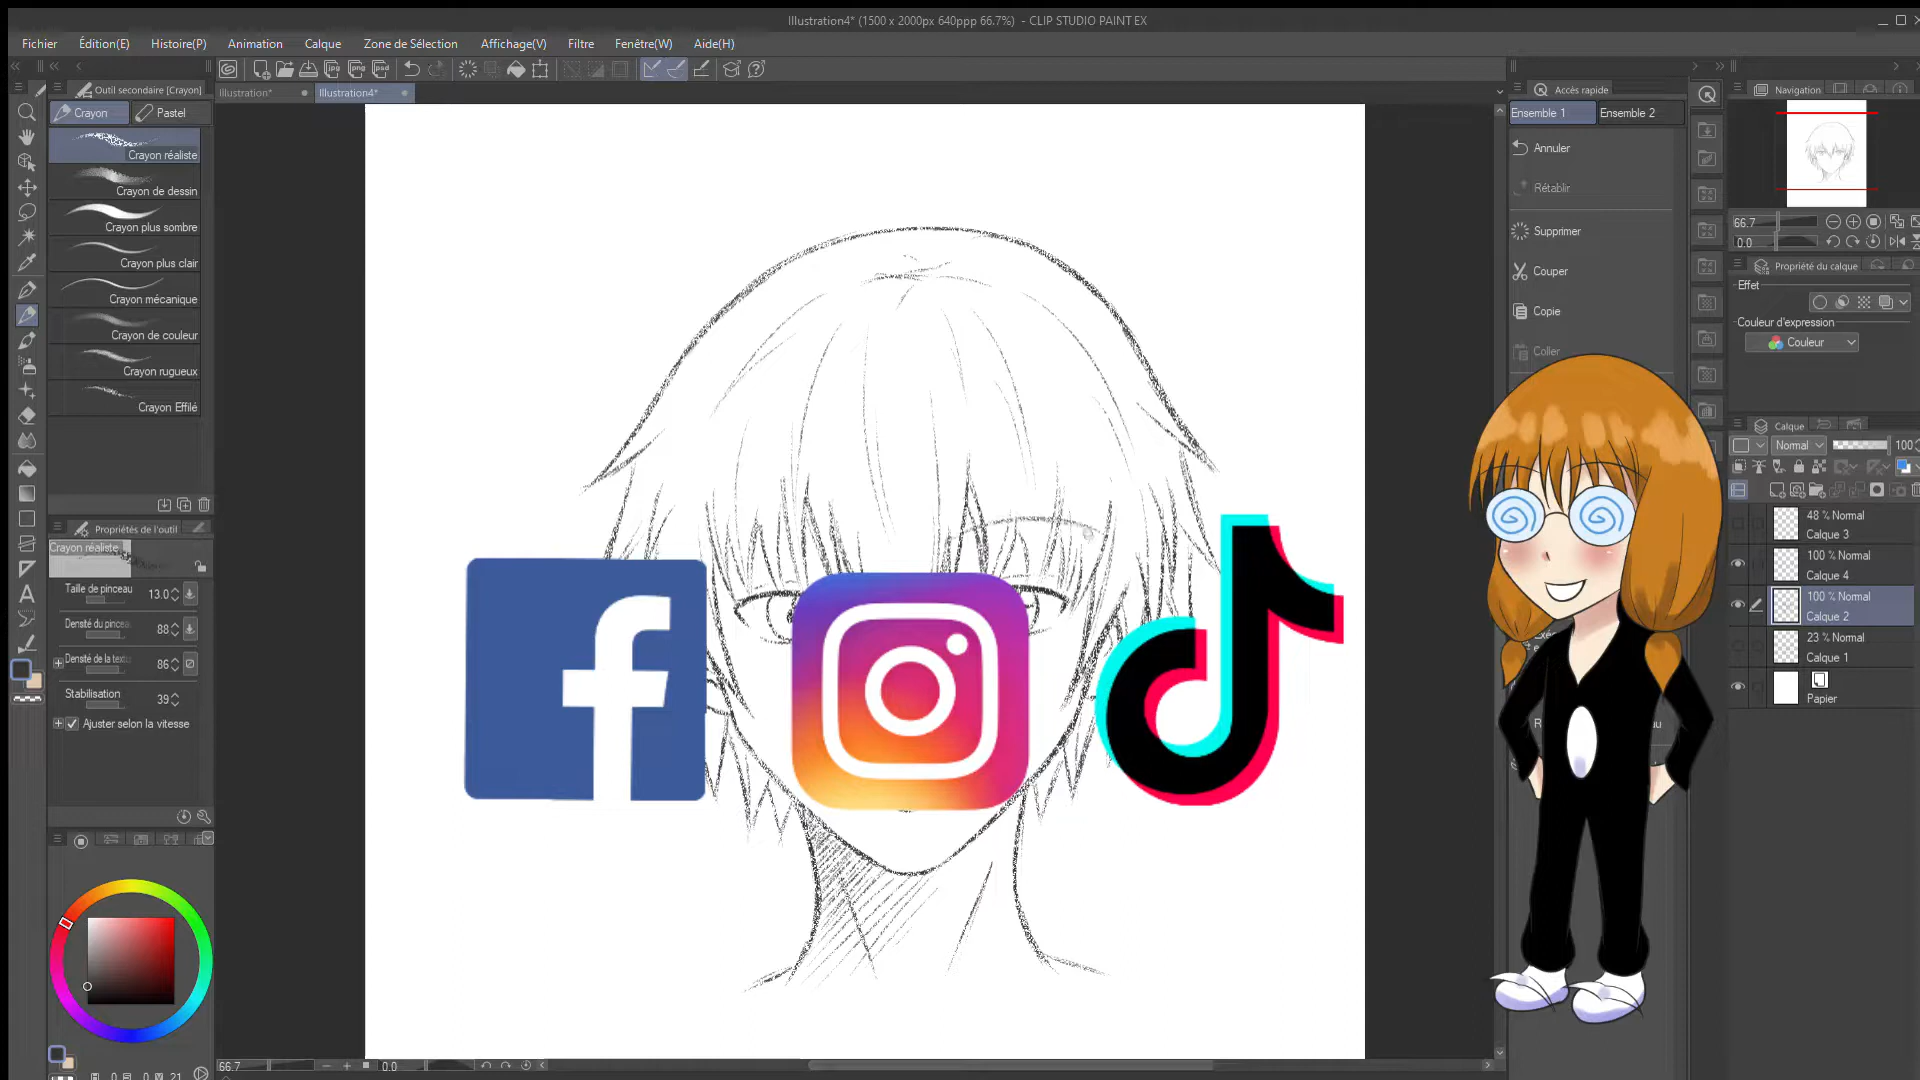 Illustration4* (1500 x 2000px 640ppp 66.7%) - CLIP STUDIO PAINT EX
Fichier Édition(E) Histoire(P) Animation Calque Zone de Sélection Affichage(V) Filtre Fenêtre(W) Aide(H)
Outil secondaire [Crayon]
Illustration*
Illustration4*
Crayon
Pastel
Crayon réaliste
Crayon de dessin
Crayon plus sombre
Crayon plus clair
Crayon mécanique
Crayon de couleur
Crayon rugueux
Crayon Effilé
Propriétés de l'outil
Crayon réaliste
Taille de pinceau 13.0
Densité du pincea 88
Densité de la textu 86
Stabilisation 39
Ajuster selon la vitesse
66.7
0.0
Accès rapide
Ensemble 1
Ensemble 2
Annuler
Rétablir
Supprimer
Couper
Copie
Coller
Navigation
66.7
0.0
Propriété du calque
Effet
Couleur d'expression
Couleur
Calque
Normal 100
48 % Normal
Calque 3
100 % Normal
Calque 4
100 % Normal
Calque 2
23 % Normal
Calque 1
Papier